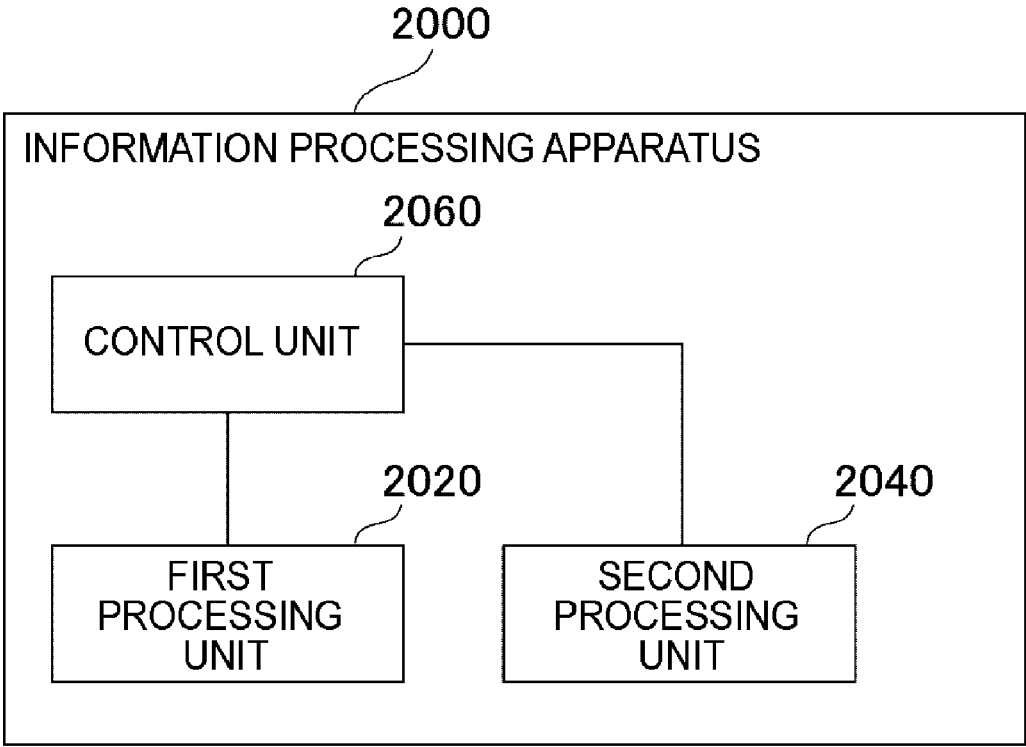 2000
INFORMATION PROCESSING APPARATUS
2060
CONTROL UNIT
2020
FIRST
PROCESSING
UNIT
2040
SECOND
PROCESSING
UNIT